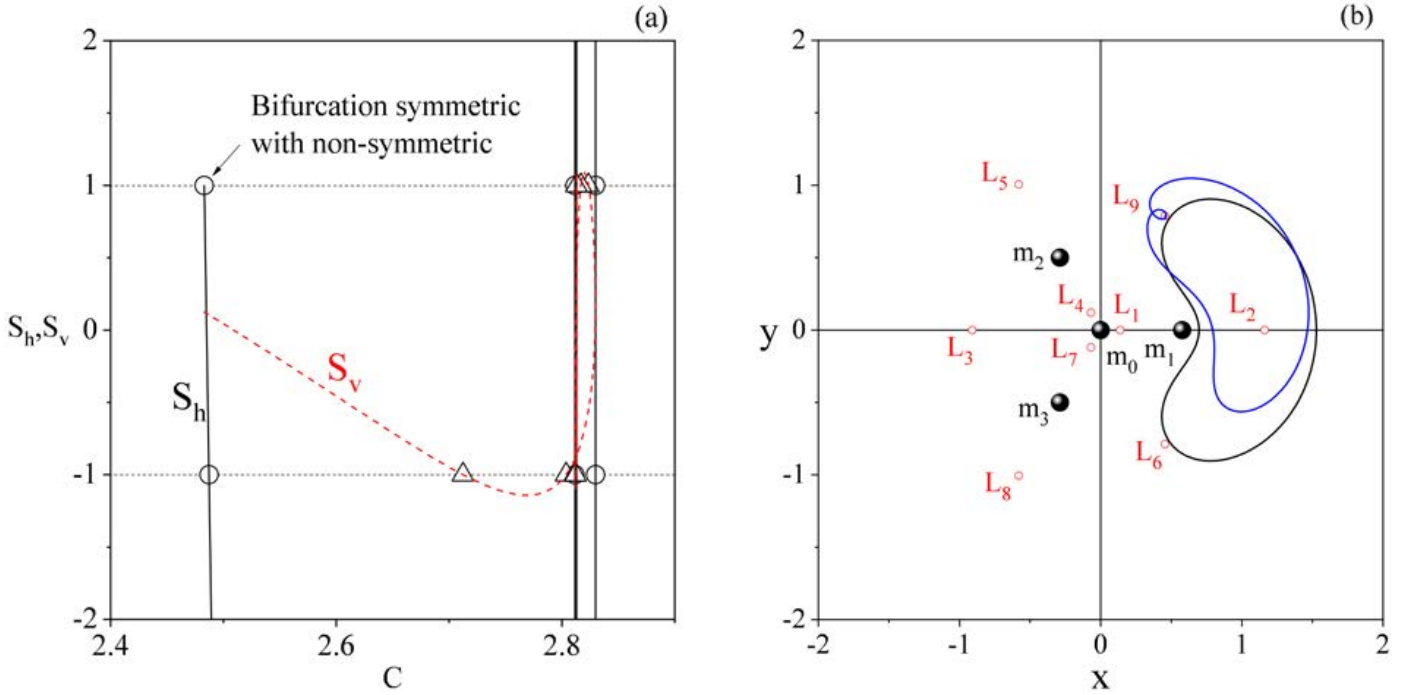 (a)
2
Bifurcation symmetric
with non-symmetric
1
S_h,S_v
0
S_v
S_h
-1
-2
2.4
2.6
2.8
C
(b)
2
L_5
1
L_9
m_2
L_4
L_1
L_2
y
0
L_3
L_7
m_0
m_1
m_3
L_6
-1
L_8
-2
-2
-1
0
1
2
x